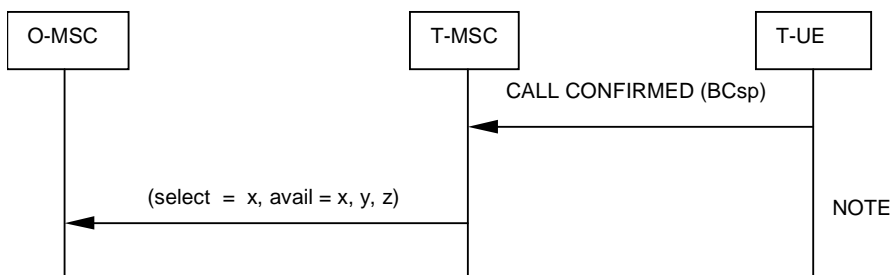 O-MSC
T-MSC
T-UE
CALL CONFIRMED (BCsp)
(select = x, avail = x, y, z)
NOTE